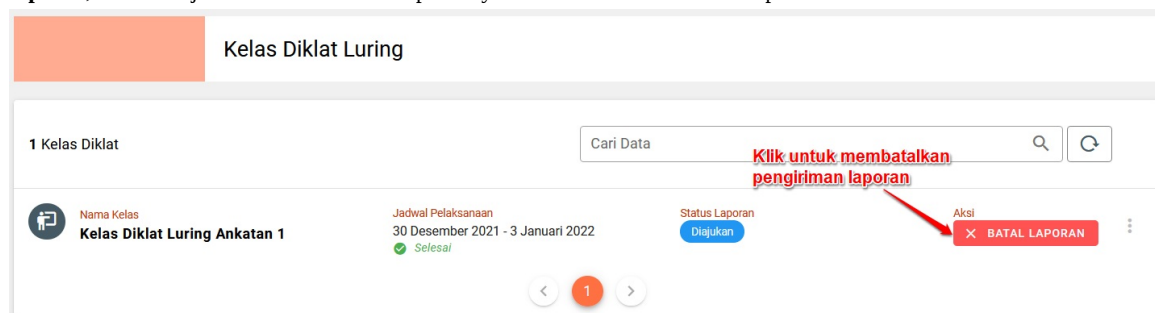 Kelas Diklat Luring
1 Kelas Diklat
Cari Data
Klik untuk membatalkan
pengiriman laporan
Nama Kelas
Kelas Diklat Luring Ankatan 1
Jadwal Pelaksanaan
30 Desember 2021 - 3 Januari 2022
Selesai
Status Laporan
Diajukan
Aksi
BATAL LAPORAN
1